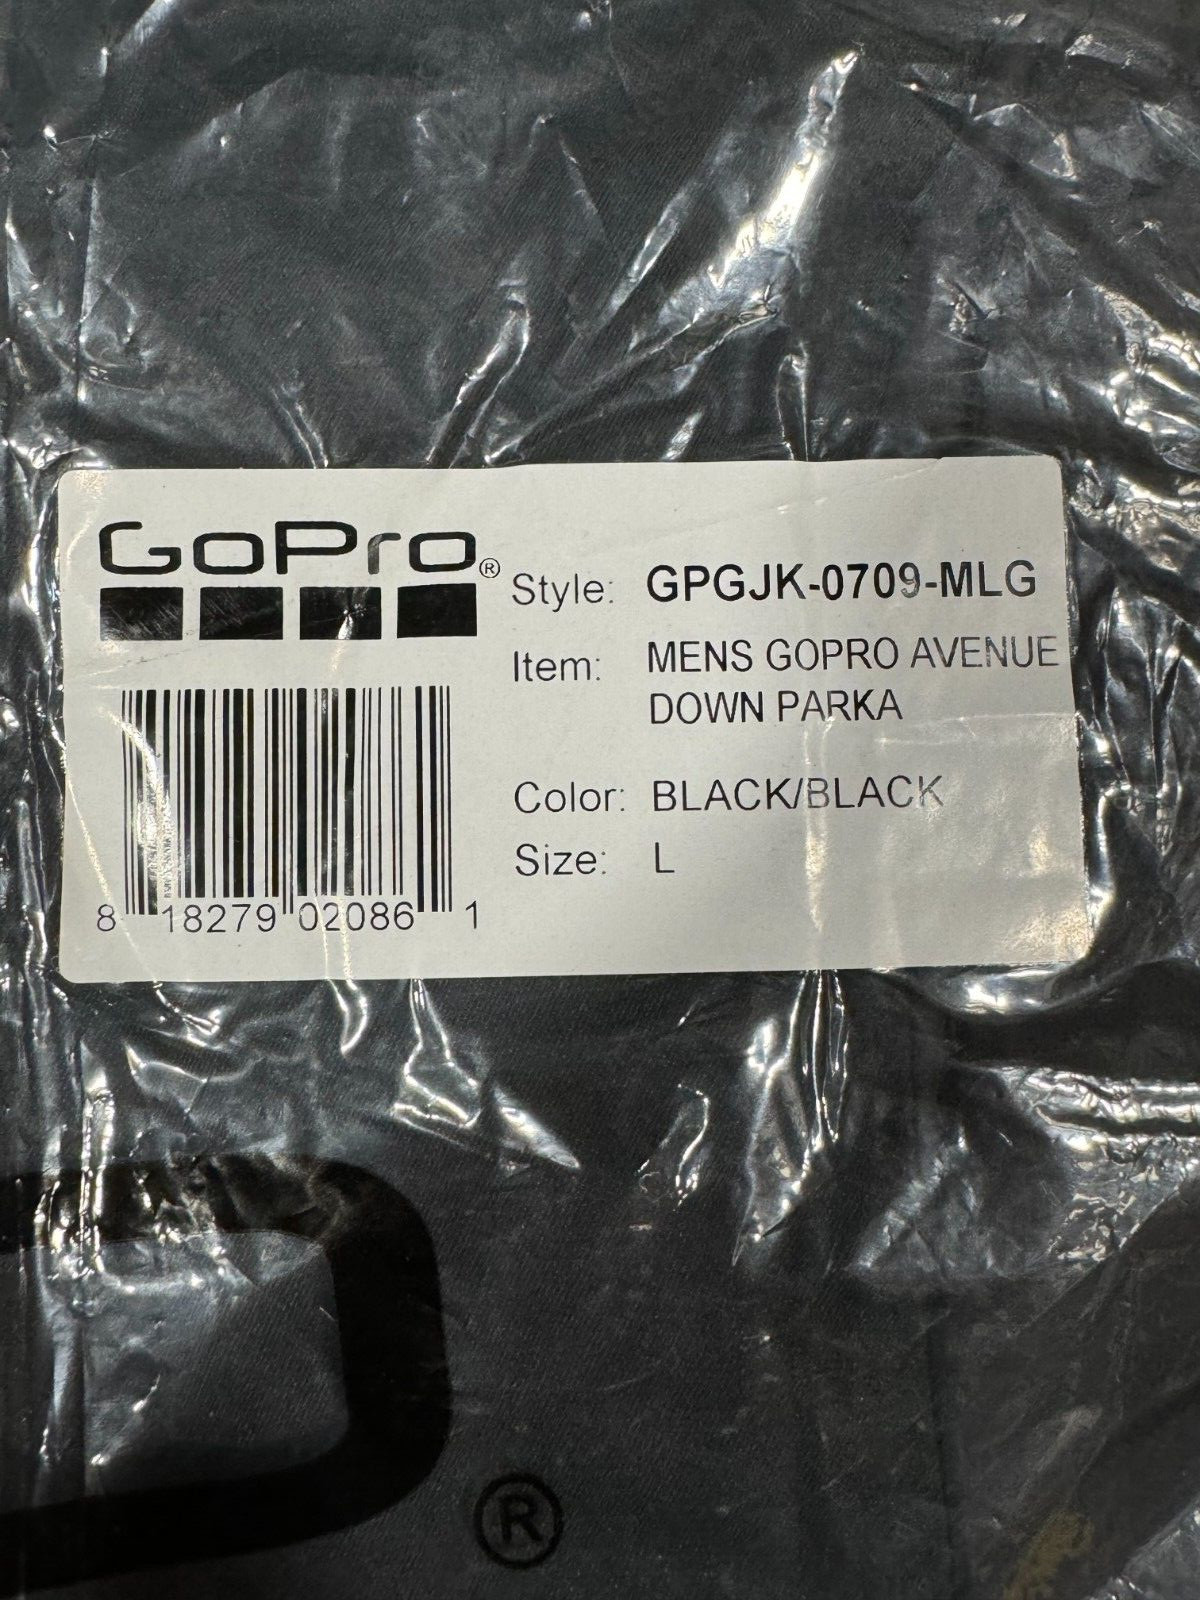 GoPro®
Style: GPGJK-0709-MLG
Item: MENS GOPRO AVENUE
DOWN PARKA
Color: BLACK/BLACK
Size: L
8 18279 02086 1
®